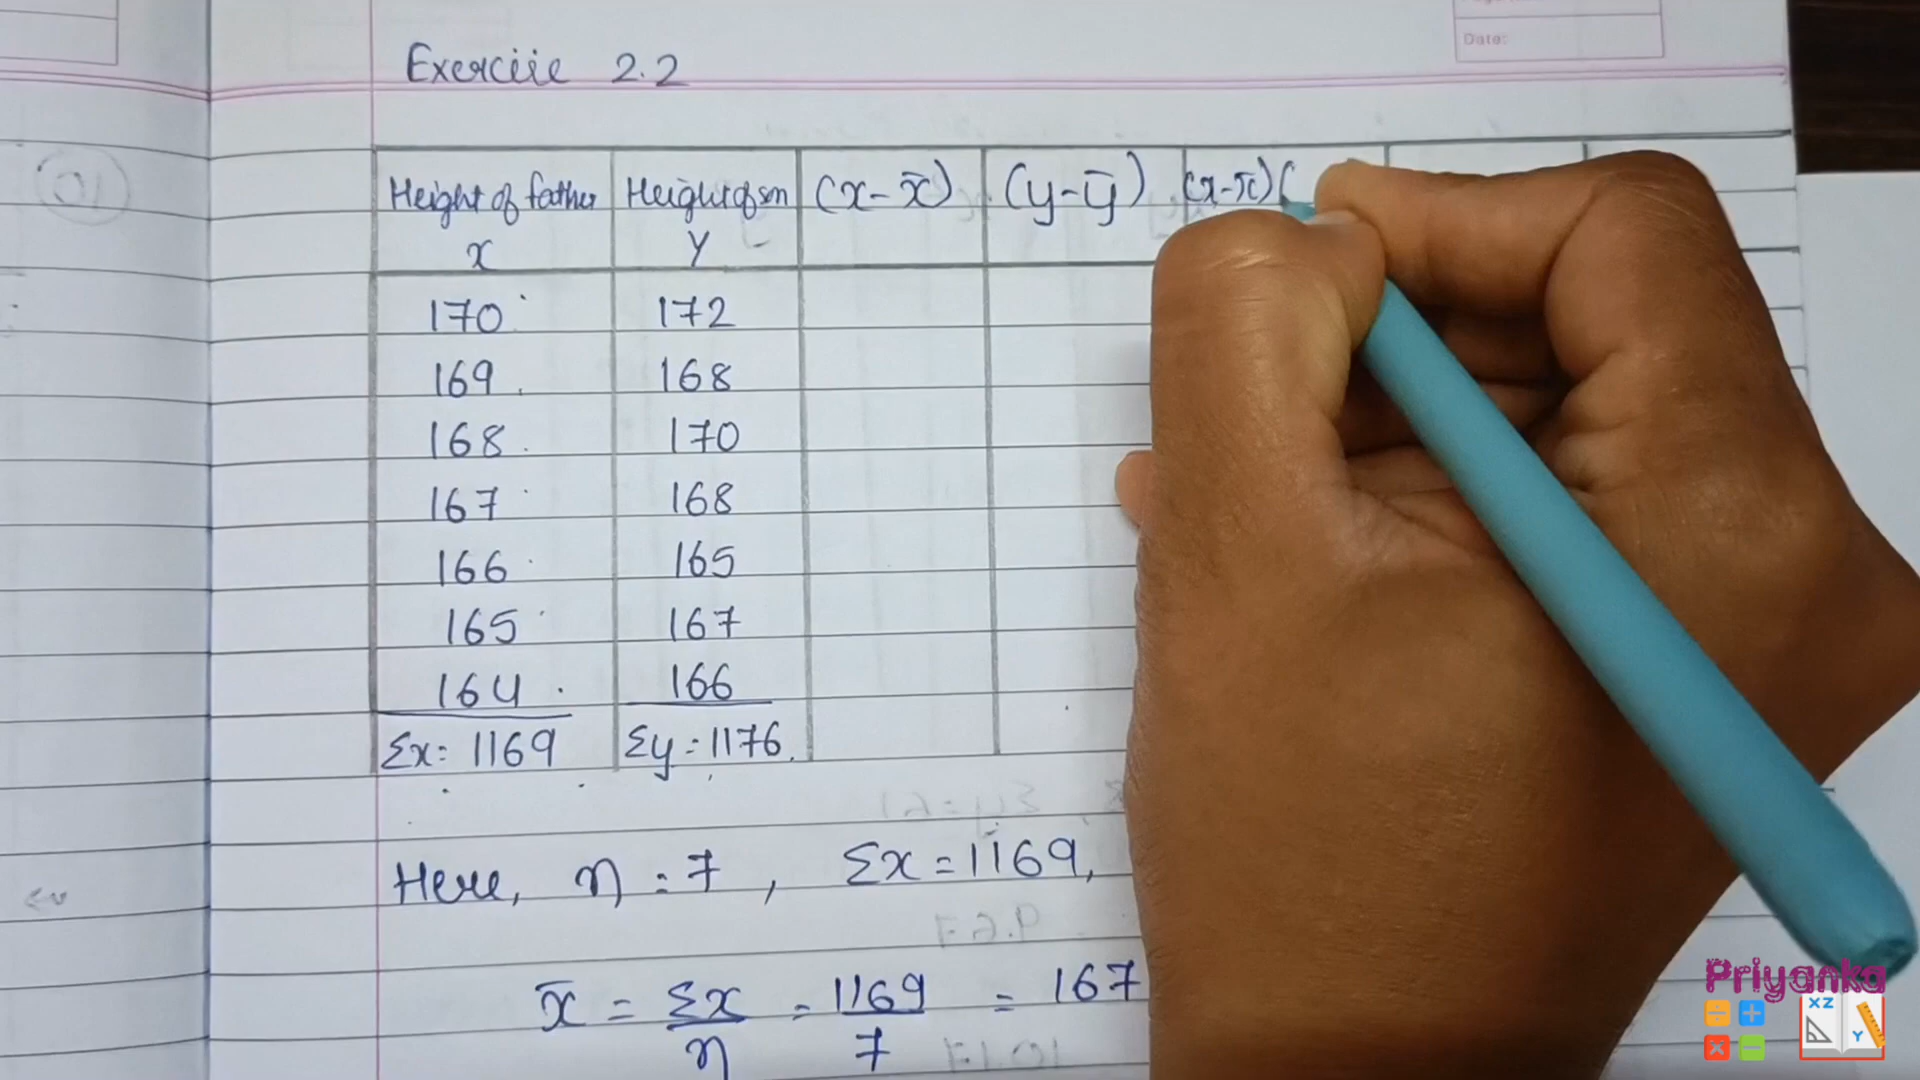 Date:
Exercise 2.2
Height of father Height of son (x-x̄) (y-ȳ) (x-x̄)(
x y
170 172
169 168
168 170
167 168
166 165
165 167
164 166
Σx= 1169 Σy=1176
Here, n=7, Σx=1169,
x̄ = Σx/n = 1169/7 = 167
Priyanka
XZ
Y